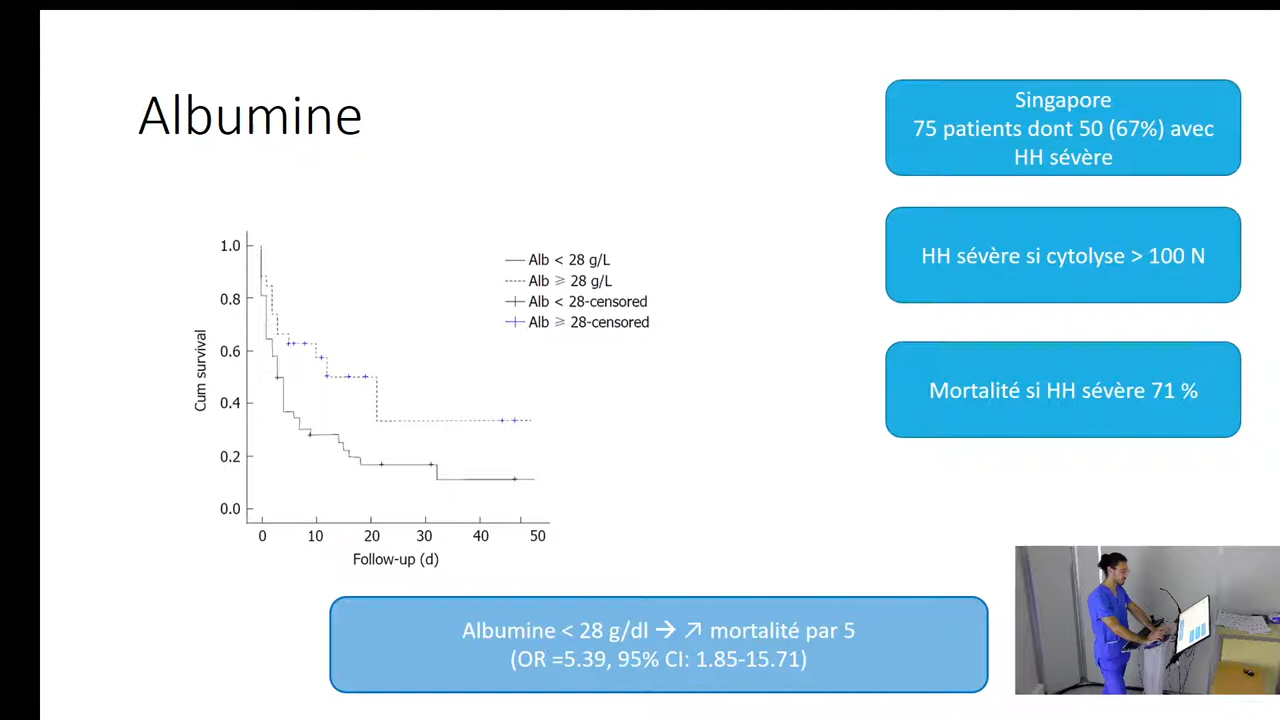 Albumine
Singapore
75 patients dont 50 (67%) avec
HH sévère
HH sévère si cytolyse > 100 N
Mortalité si HH sévère 71 %
1.0
0.8
0.6
0.4
0.2
0.0
Cum survival
Alb < 28 g/L
Alb ⩾ 28 g/L
Alb < 28-censored
Alb ⩾ 28-censored
0 10 20 30 40 50
Follow-up (d)
Albumine < 28 g/dl → ↗ mortalité par 5
(OR =5.39, 95% CI: 1.85-15.71)